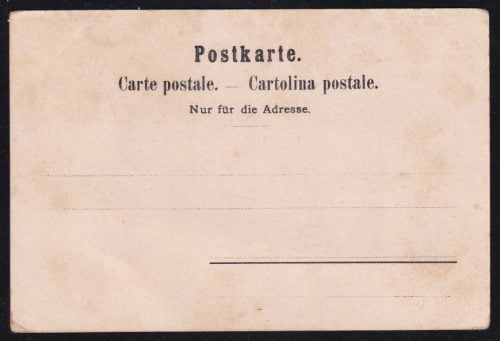 Postkarte.
Carte postale. — Cartolina postale.
Nur für die Adresse.